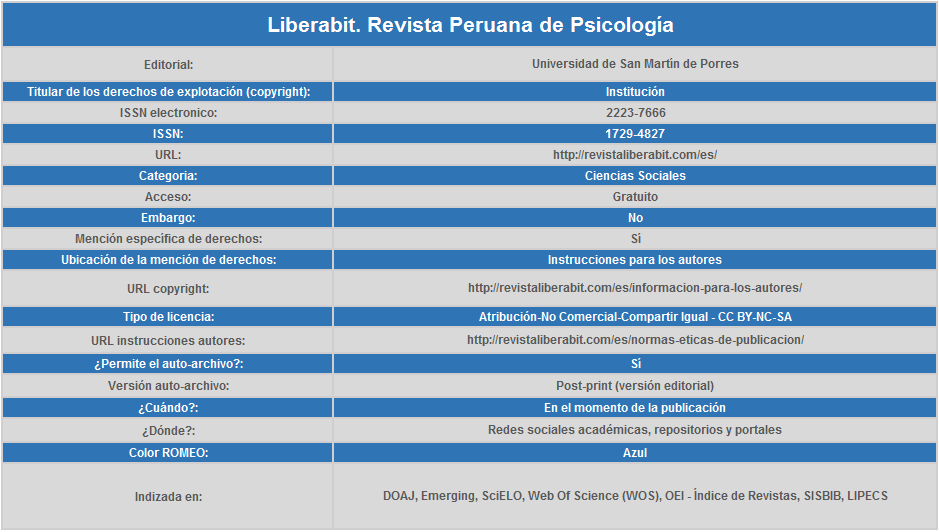 Liberabit. Revista Peruana de Psicología
Editorial: Universidad de San Martín de Porres
Titular de los derechos de explotación (copyright): Institución
ISSN electronico: 2223-7666
ISSN: 1729-4827
URL: http://revistaliberabit.com/es/
Categoria: Ciencias Sociales
Acceso: Gratuito
Embargo: No
Mención específica de derechos: Sí
Ubicación de la mención de derechos: Instrucciones para los autores
URL copyright: http://revistaliberabit.com/es/informacion-para-los-autores/
Tipo de licencia: Atribución-No Comercial-Compartir Igual - CC BY-NC-SA
URL instrucciones autores: http://revistaliberabit.com/es/normas-eticas-de-publicacion/
¿Permite el auto-archivo?: Sí
Versión auto-archivo: Post-print (versión editorial)
¿Cuándo?: En el momento de la publicación
¿Dónde?: Redes sociales académicas, repositorios y portales
Color ROMEO: Azul
Indizada en: DOAJ, Emerging, SciELO, Web Of Science (WOS), OEI - Índice de Revistas, SISBIB, LIPECS